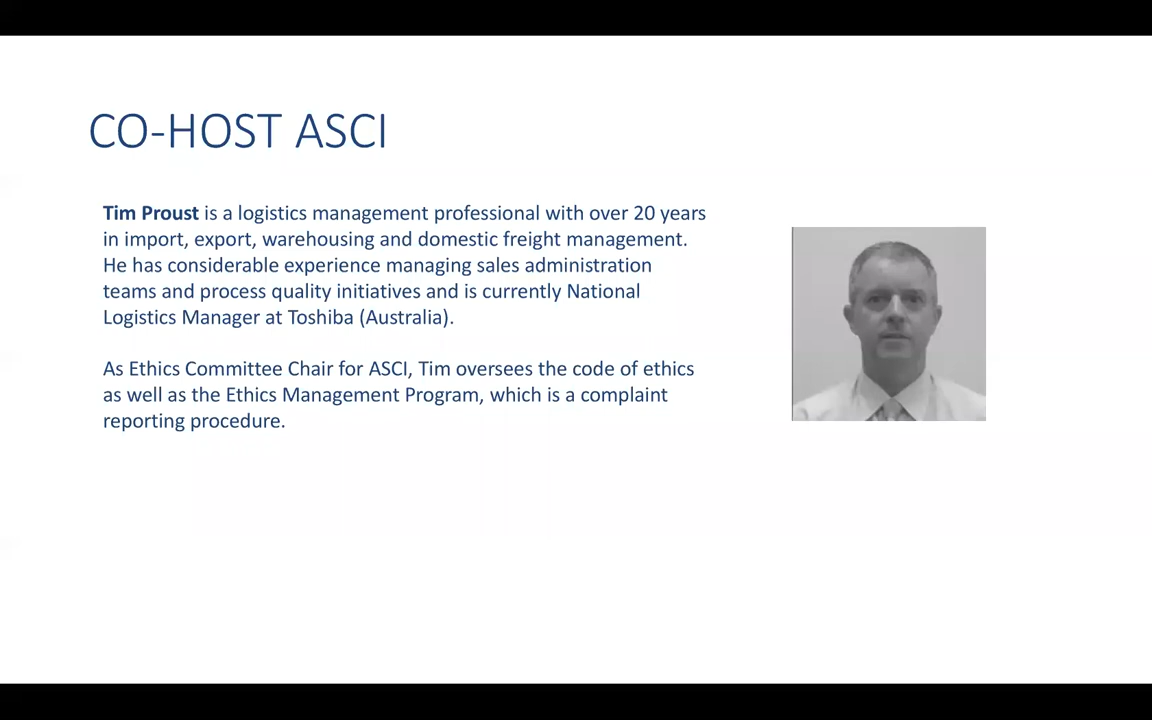 CO-HOST ASCI
Tim Proust is a logistics management professional with over 20 years
in import, export, warehousing and domestic freight management.
He has considerable experience managing sales administration
teams and process quality initiatives and is currently National
Logistics Manager at Toshiba (Australia).
As Ethics Committee Chair for ASCI, Tim oversees the code of ethics
as well as the Ethics Management Program, which is a complaint
reporting procedure.